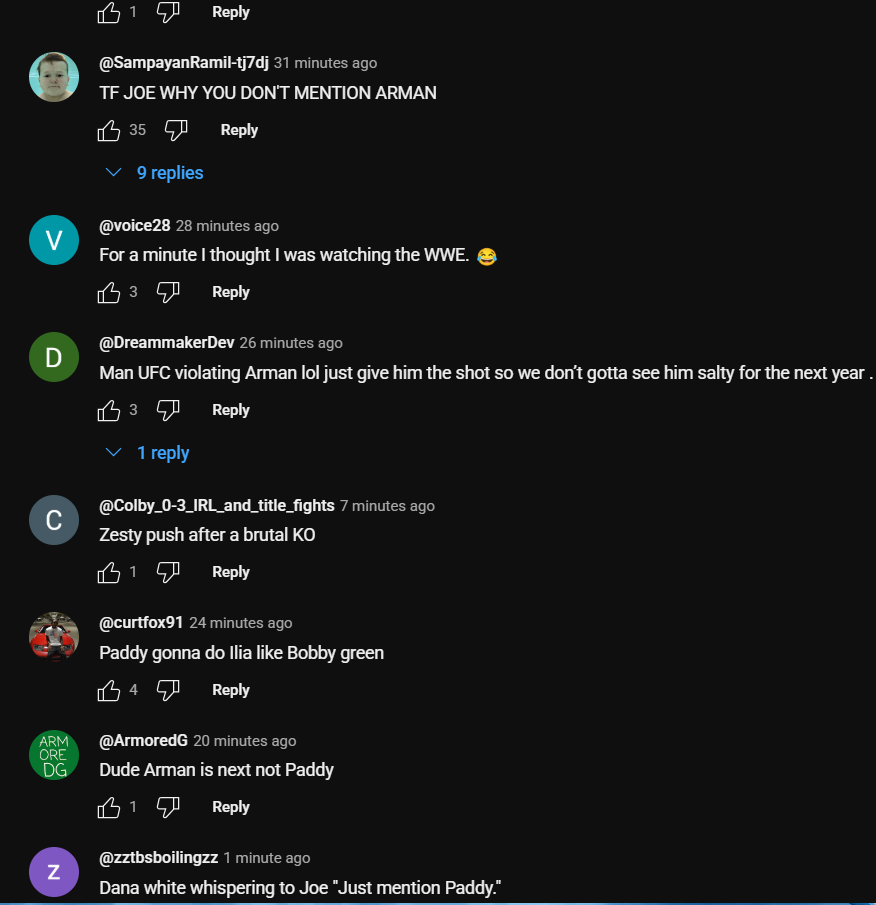 1 Reply
@SampayanRamil-tj7dj 31 minutes ago
TF JOE WHY YOU DON'T MENTION ARMAN
35 Reply
9 replies
V
@voice28 28 minutes ago
For a minute I thought I was watching the WWE. 😂
3 Reply
D
@DreammakerDev 26 minutes ago
Man UFC violating Arman lol just give him the shot so we don’t gotta see him salty for the next year .
3 Reply
1 reply
C
@Colby_0-3_IRL_and_title_fights 7 minutes ago
Zesty push after a brutal KO
1 Reply
@curtfox91 24 minutes ago
Paddy gonna do Ilia like Bobby green
4 Reply
ARM
ORE
DG
@ArmoredG 20 minutes ago
Dude Arman is next not Paddy
1 Reply
z
@zztbsboilingzz 1 minute ago
Dana white whispering to Joe "Just mention Paddy."